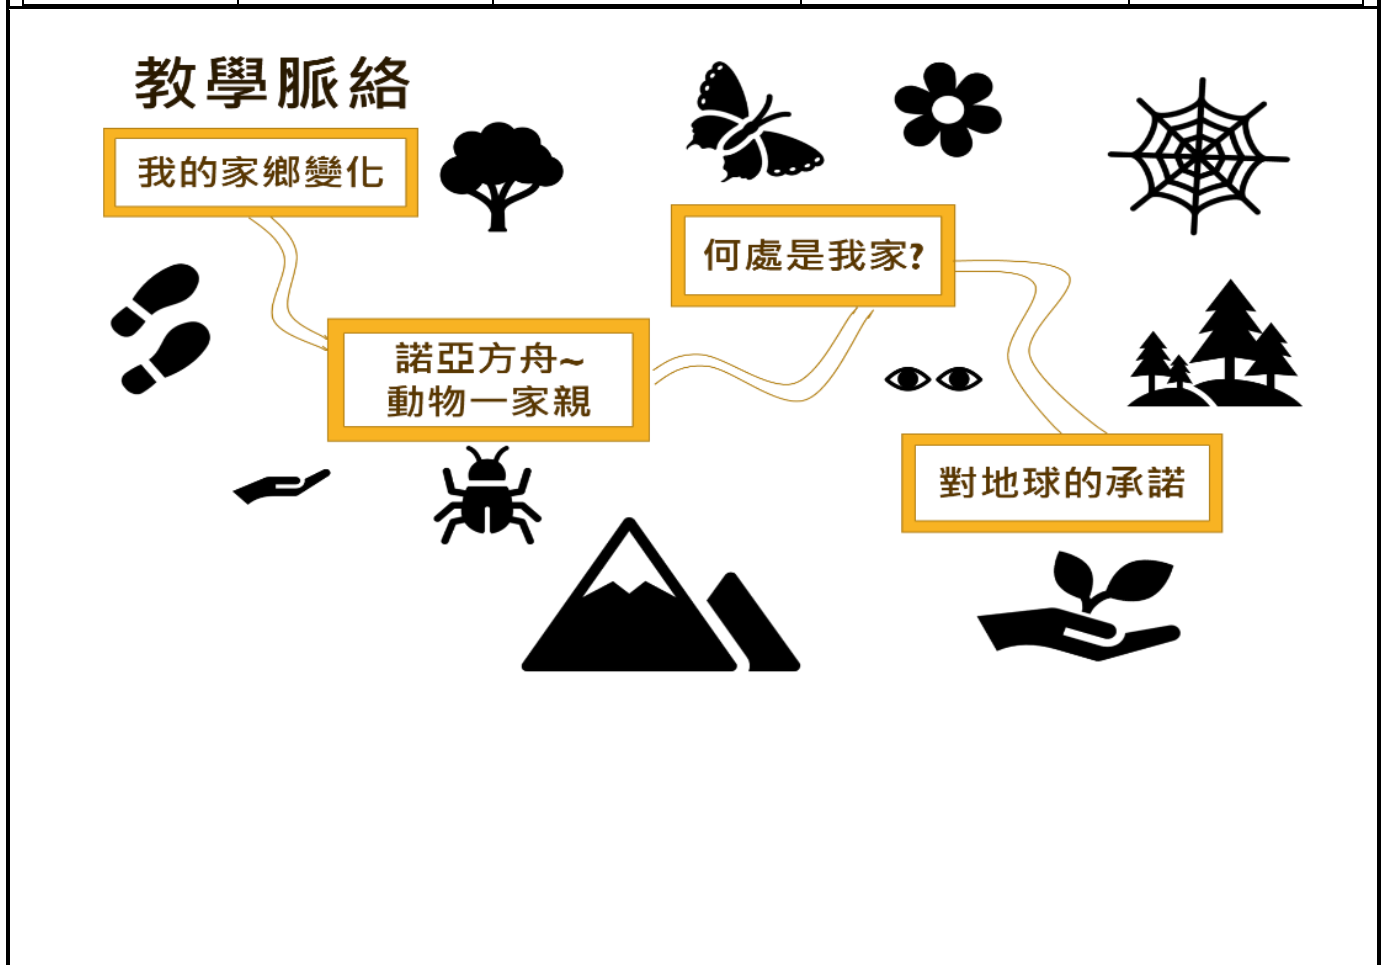 教學脈絡
我的家鄉變化
諾亞方舟~
動物一家親
何處是我家?
對地球的承諾